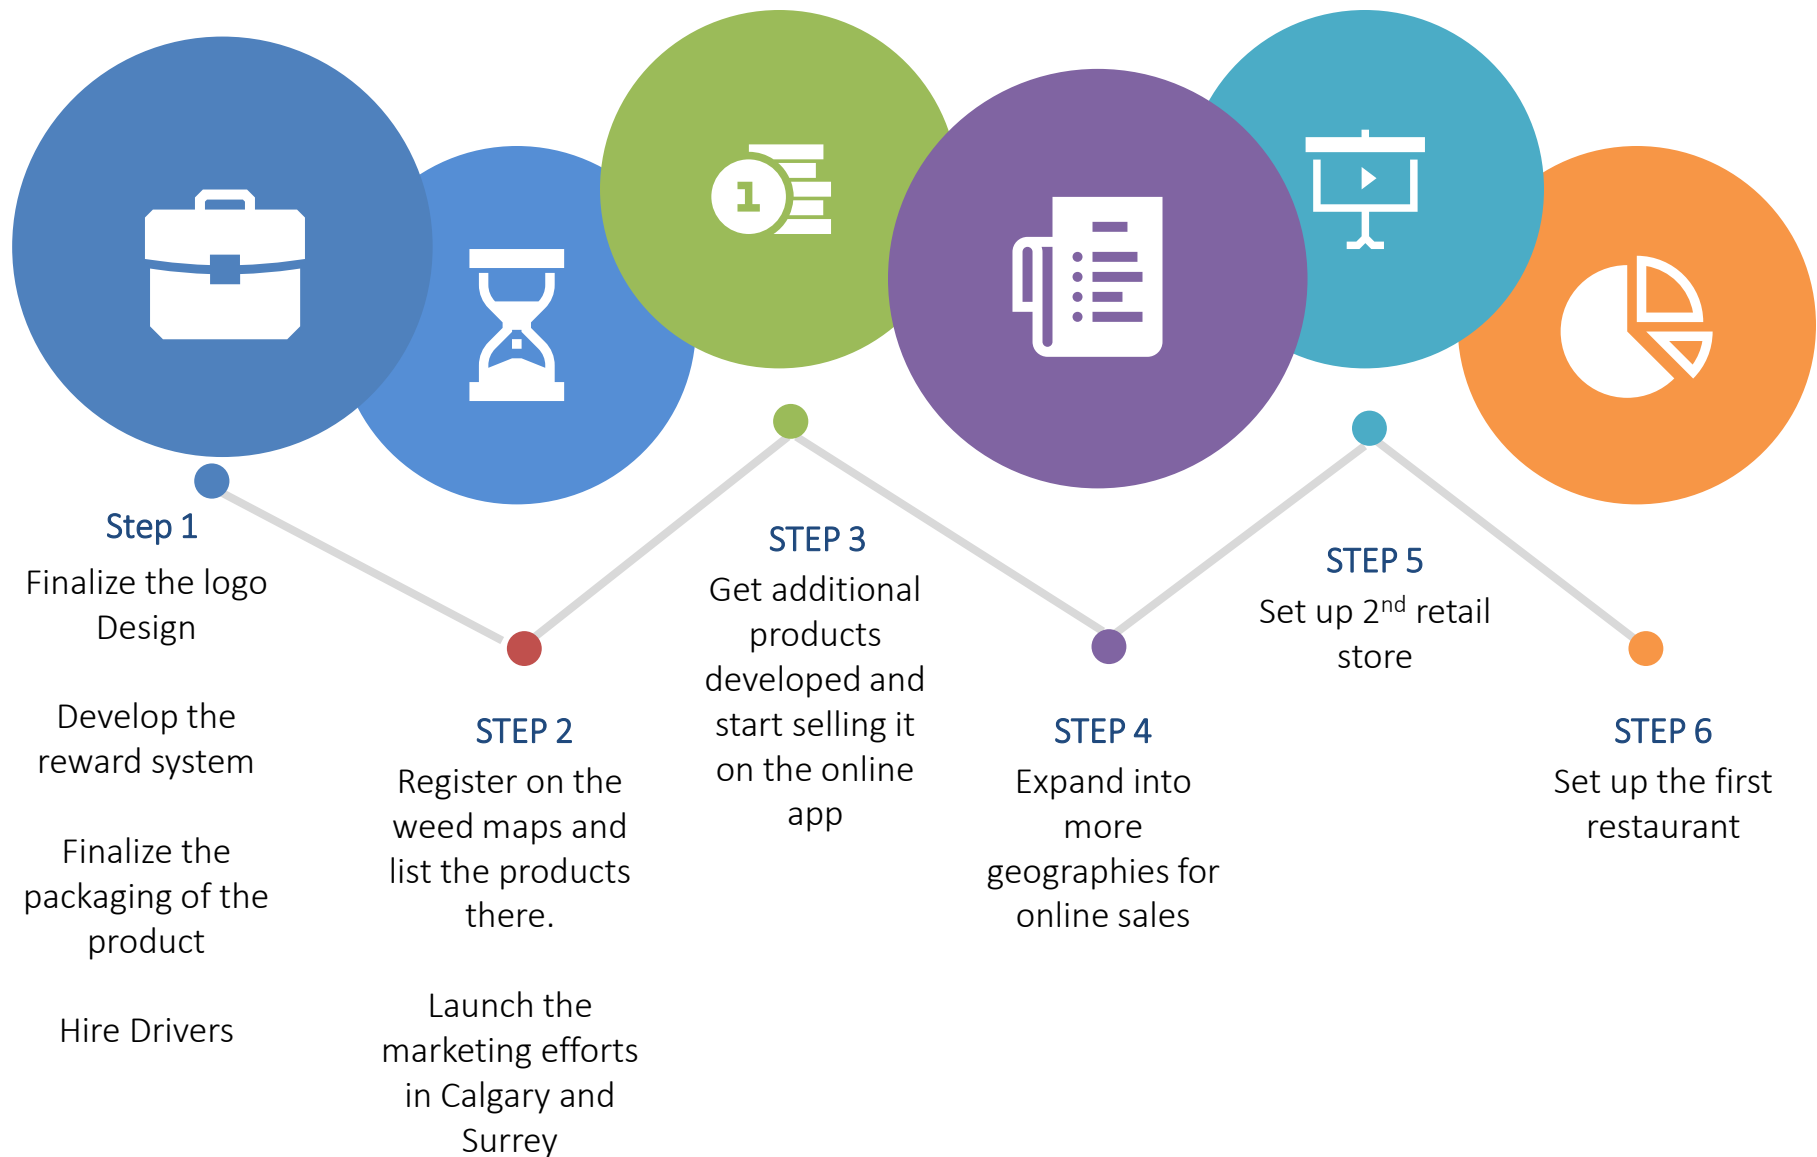 1
Step 1
Finalize the logo
Design
Develop the
reward system
Finalize the
packaging of the
product
Hire Drivers
STEP 2
Register on the
weed maps and
list the products
there.
Launch the
marketing efforts
in Calgary and
Surrey
STEP 3
Get additional
products
developed and
start selling it
on the online
app
STEP 4
Expand into
more
geographies for
online sales
STEP 5
Set up 2nd retail
store
STEP 6
Set up the first
restaurant